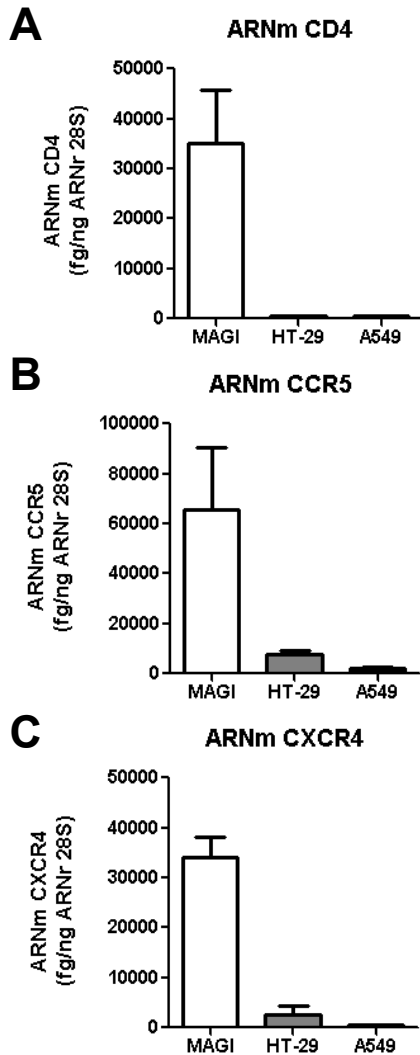 A
ARNm CD4
ARNm CD4
(fg/ng ARNr 28S)
50000
40000
30000
20000
10000
0
MAGI HT-29 A549
B
ARNm CCR5
ARNm CCR5
(fg/ng ARNr 28S)
100000
80000
60000
40000
20000
0
MAGI HT-29 A549
C
ARNm CXCR4
ARNm CXCR4
(fg/ng ARNr 28S)
50000
40000
30000
20000
10000
0
MAGI HT-29 A549